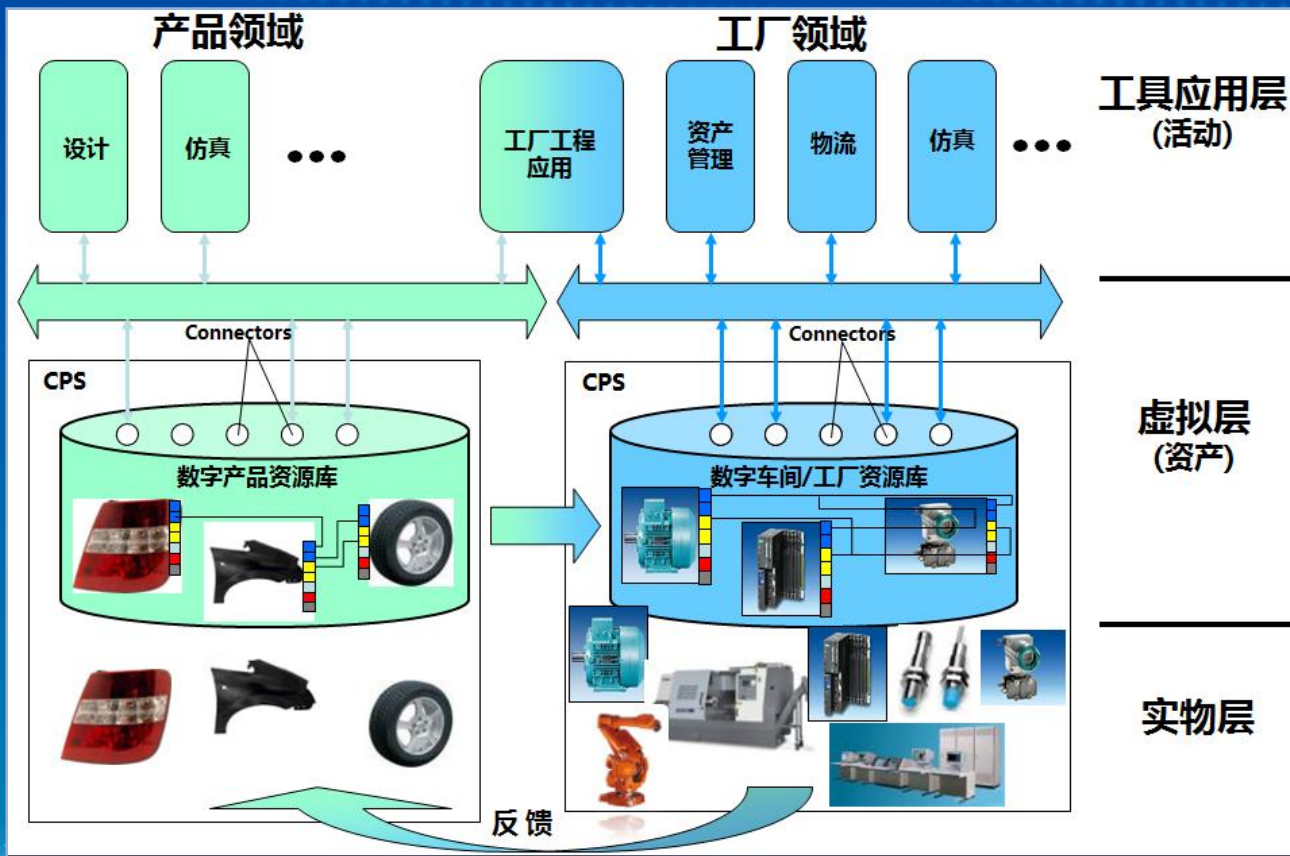 产品领域
工厂领域
设计
仿真
•••
工厂工程
应用
资产
管理
物流
仿真
•••
工具应用层
(活动)
Connectors
Connectors
CPS
CPS
数字产品资源库
数字车间/工厂资源库
虚拟层
(资产)
实物层
反馈